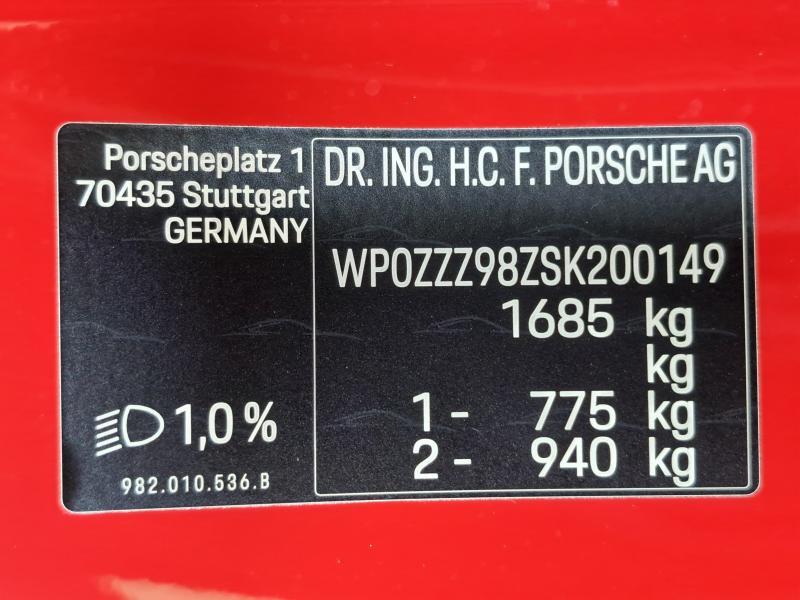 Porscheplatz 1
70435 Stuttgart
GERMANY
1,0 %
982.010.536.B
DR. ING. H.C. F. PORSCHE AG
WP0ZZZ98ZSK200149
1685 kg
kg
1 - 775 kg
2 - 940 kg